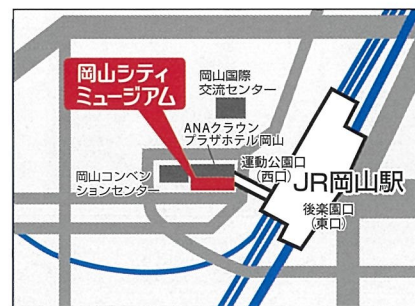 岡山シティ
ミュージアム
岡山国際
交流センター
ANAクラウン
プラザホテル岡山
岡山コンベン
ションセンター
運動公園口
(西口)
JR岡山駅
後楽園口
(東口)